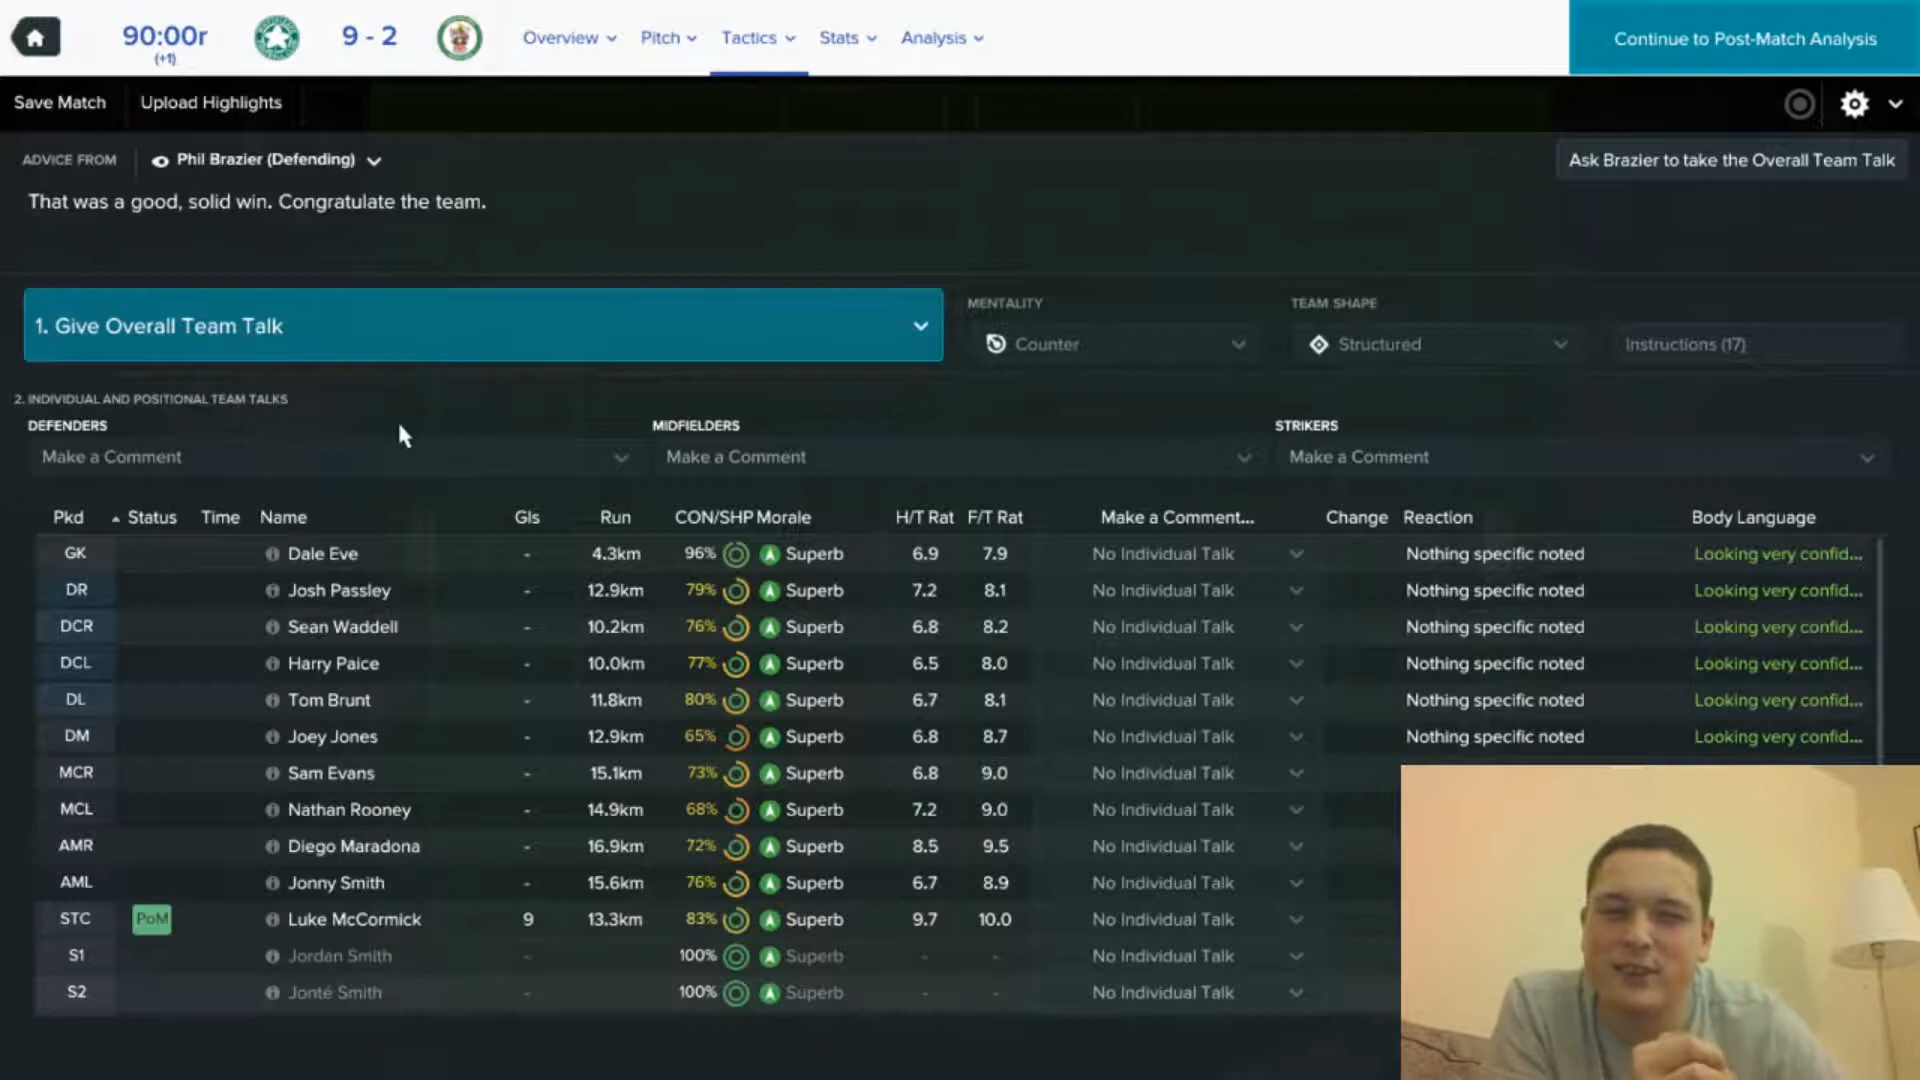 90:00r
(+1)
9 - 2
Overview
Pitch
Tactics
Stats
Analysis
Continue to Post-Match Analysis
Save Match
Upload Highlights
ADVICE FROM
Phil Brazier (Defending)
Ask Brazier to take the Overall Team Talk
That was a good, solid win. Congratulate the team.
1. Give Overall Team Talk
MENTALITY
Counter
TEAM SHAPE
Structured
Instructions (17)
2. INDIVIDUAL AND POSITIONAL TEAM TALKS
DEFENDERS
Make a Comment
MIDFIELDERS
Make a Comment
STRIKERS
Make a Comment
Pkd Status Time Name Gls Run CON/SHP Morale H/T Rat F/T Rat Make a Comment... Change Reaction Body Language
GK Dale Eve - 4.3km 96% Superb 6.9 7.9 No Individual Talk Nothing specific noted Looking very confid...
DR Josh Passley - 12.9km 79% Superb 7.2 8.1 No Individual Talk Nothing specific noted Looking very confid...
DCR Sean Waddell - 10.2km 76% Superb 6.8 8.2 No Individual Talk Nothing specific noted Looking very confid...
DCL Harry Paice - 10.0km 77% Superb 6.5 8.0 No Individual Talk Nothing specific noted Looking very confid...
DL Tom Brunt - 11.8km 80% Superb 6.7 8.1 No Individual Talk Nothing specific noted Looking very confid...
DM Joey Jones - 12.9km 65% Superb 6.8 8.7 No Individual Talk Nothing specific noted Looking very confid...
MCR Sam Evans - 15.1km 73% Superb 6.8 9.0 No Individual Talk
MCL Nathan Rooney - 14.9km 68% Superb 7.2 9.0 No Individual Talk
AMR Diego Maradona - 16.9km 72% Superb 8.5 9.5 No Individual Talk
AML Jonny Smith - 15.6km 76% Superb 6.7 8.9 No Individual Talk
STC PoM Luke McCormick 9 13.3km 83% Superb 9.7 10.0 No Individual Talk
S1 Jordan Smith - 100% Superb - - No Individual Talk
S2 Jonté Smith - 100% Superb - - No Individual Talk